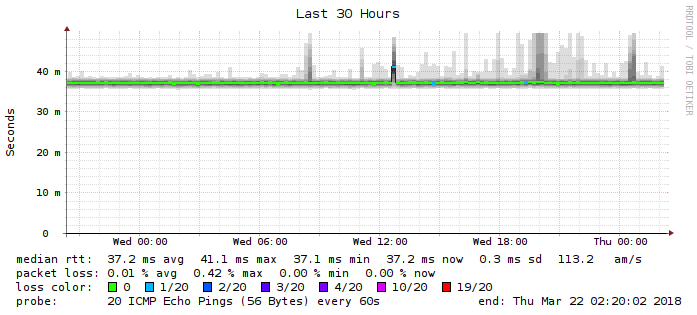 Last 30 Hours
RRDTOOL / TOBI OETIKER
Seconds
40 m
30 m
20 m
10 m
0
Wed 00:00 Wed 06:00 Wed 12:00 Wed 18:00 Thu 00:00
median rtt: 37.2 ms avg 41.1 ms max 37.1 ms min 37.2 ms now 0.3 ms sd 113.2 am/s
packet loss: 0.01 % avg 0.42 % max 0.00 % min 0.00 % now
loss color: 0 1/20 2/20 3/20 4/20 10/20 19/20
probe: 20 ICMP Echo Pings (56 Bytes) every 60s end: Thu Mar 22 02:20:02 2018